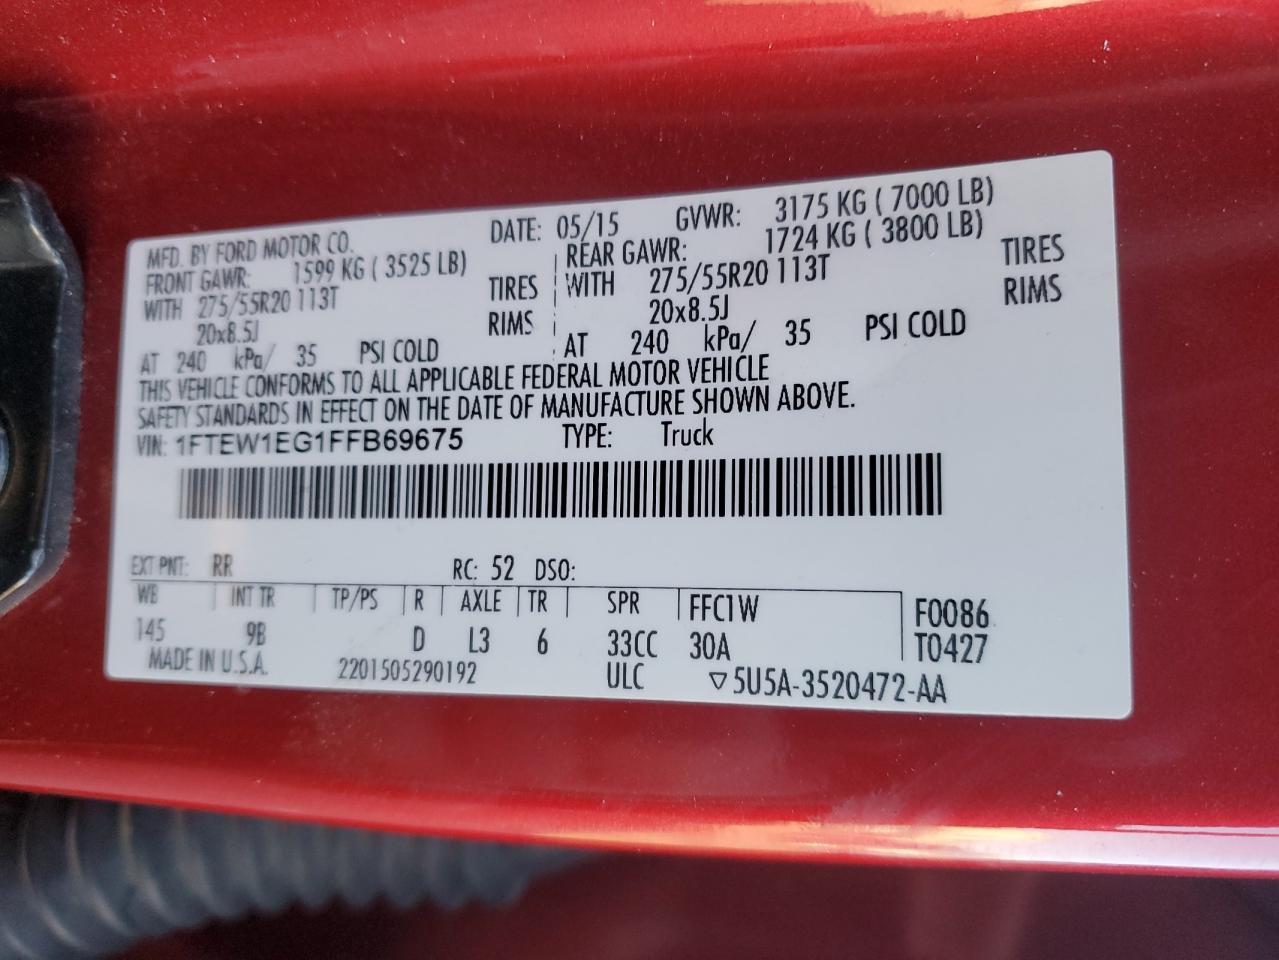 MFD. BY FORD MOTOR CO. DATE: 05/15 GVWR: 3175 KG ( 7000 LB)
FRONT GAWR: 1599 KG ( 3525 LB) REAR GAWR: 1724 KG ( 3800 LB)
WITH 275/55R20 113T TIRES WITH 275/55R20 113T TIRES
20x8.5J RIMS 20x8.5J RIMS
AT 240 kPa/ 35 PSI COLD AT 240 kPa/ 35 PSI COLD
THIS VEHICLE CONFORMS TO ALL APPLICABLE FEDERAL MOTOR VEHICLE
SAFETY STANDARDS IN EFFECT ON THE DATE OF MANUFACTURE SHOWN ABOVE.
VIN: 1FTEW1EG1FFB69675 TYPE: Truck
EXT PNT: RR RC: 52 DSO:
WB INT TR TP/PS R AXLE TR SPR FFC1W F0086
145 9B D L3 6 33CC 30A T0427
MADE IN U.S.A. 2201505290192 ULC ▽5U5A-3520472-AA